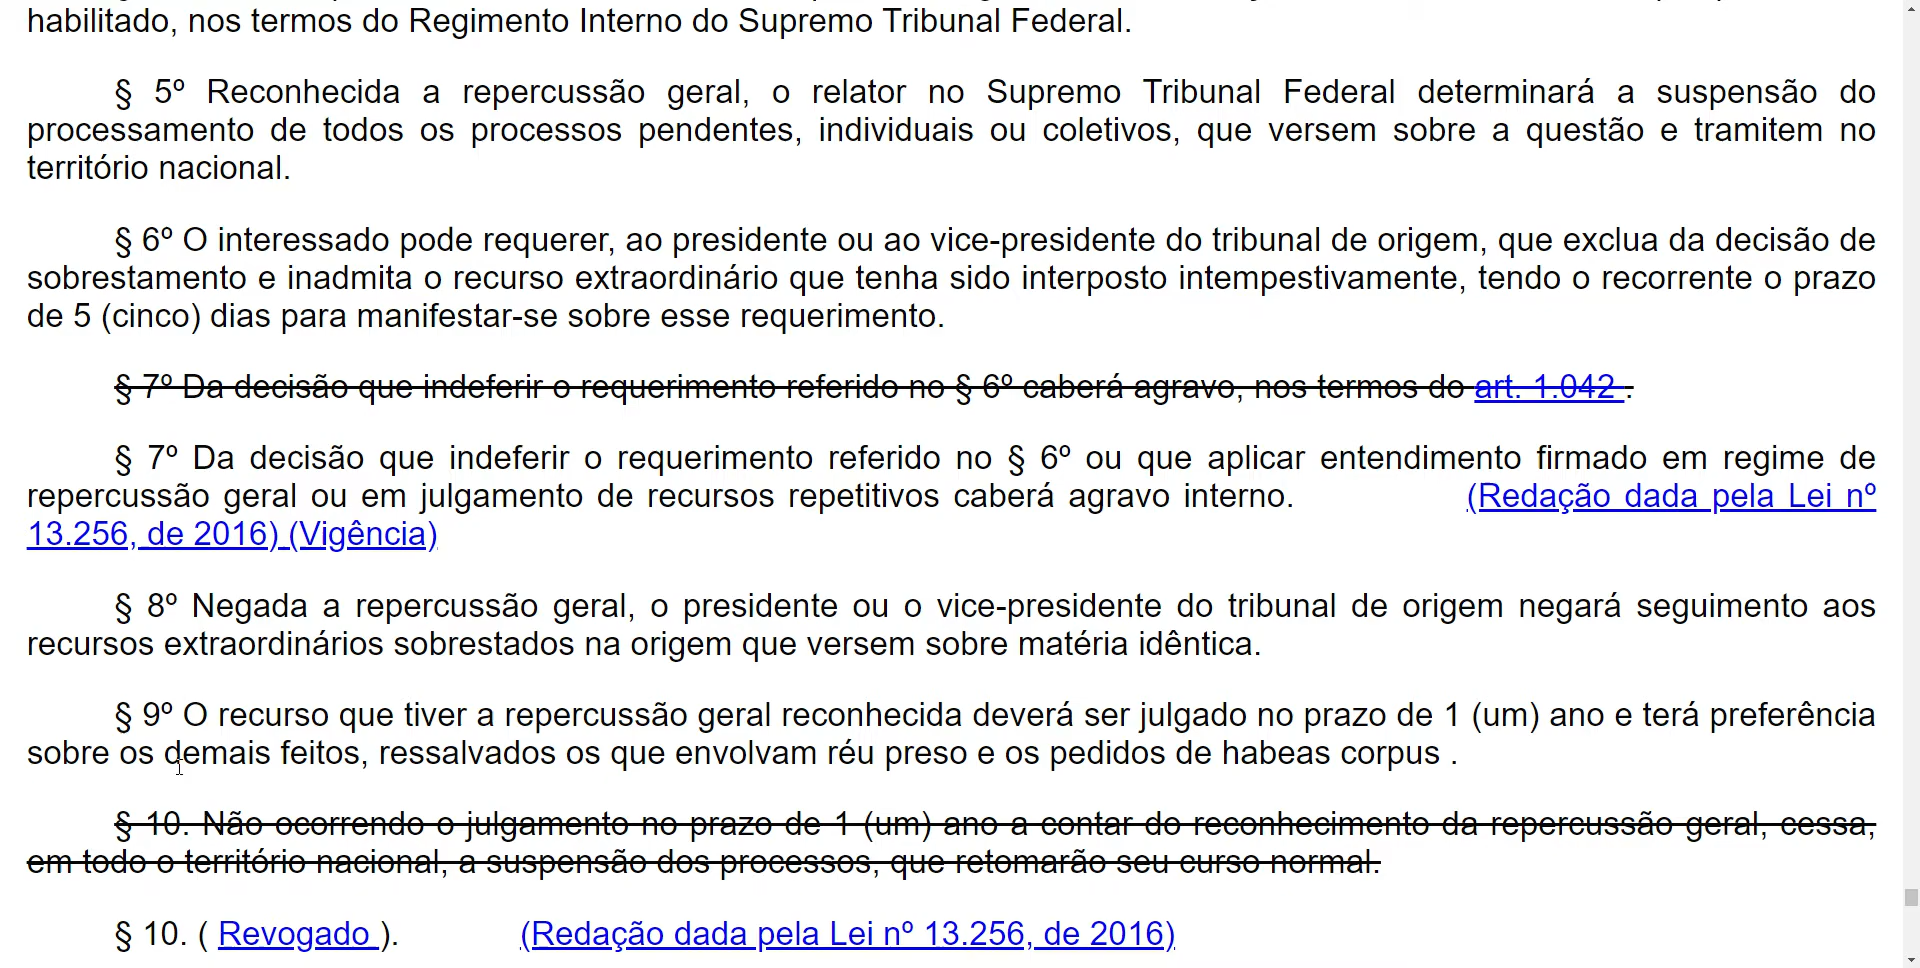 habilitado, nos termos do Regimento Interno do Supremo Tribunal Federal.
§ 5º Reconhecida a repercussão geral, o relator no Supremo Tribunal Federal determinará a suspensão do
processamento de todos os processos pendentes, individuais ou coletivos, que versem sobre a questão e tramitem no
território nacional.
§ 6º O interessado pode requerer, ao presidente ou ao vice-presidente do tribunal de origem, que exclua da decisão de
sobrestamento e inadmita o recurso extraordinário que tenha sido interposto intempestivamente, tendo o recorrente o prazo
de 5 (cinco) dias para manifestar-se sobre esse requerimento.
§ 7º Da decisão que indeferir o requerimento referido no § 6º caberá agravo, nos termos do art. 1.042 .
§ 7º Da decisão que indeferir o requerimento referido no § 6º ou que aplicar entendimento firmado em regime de
repercussão geral ou em julgamento de recursos repetitivos caberá agravo interno. (Redação dada pela Lei nº
13.256, de 2016) (Vigência)
§ 8º Negada a repercussão geral, o presidente ou o vice-presidente do tribunal de origem negará seguimento aos
recursos extraordinários sobrestados na origem que versem sobre matéria idêntica.
§ 9º O recurso que tiver a repercussão geral reconhecida deverá ser julgado no prazo de 1 (um) ano e terá preferência
sobre os demais feitos, ressalvados os que envolvam réu preso e os pedidos de habeas corpus .
§ 10. Não ocorrendo o julgamento no prazo de 1 (um) ano a contar do reconhecimento da repercussão geral, cessa,
em todo o território nacional, a suspensão dos processos, que retomarão seu curso normal.
§ 10. ( Revogado ). (Redação dada pela Lei nº 13.256, de 2016)